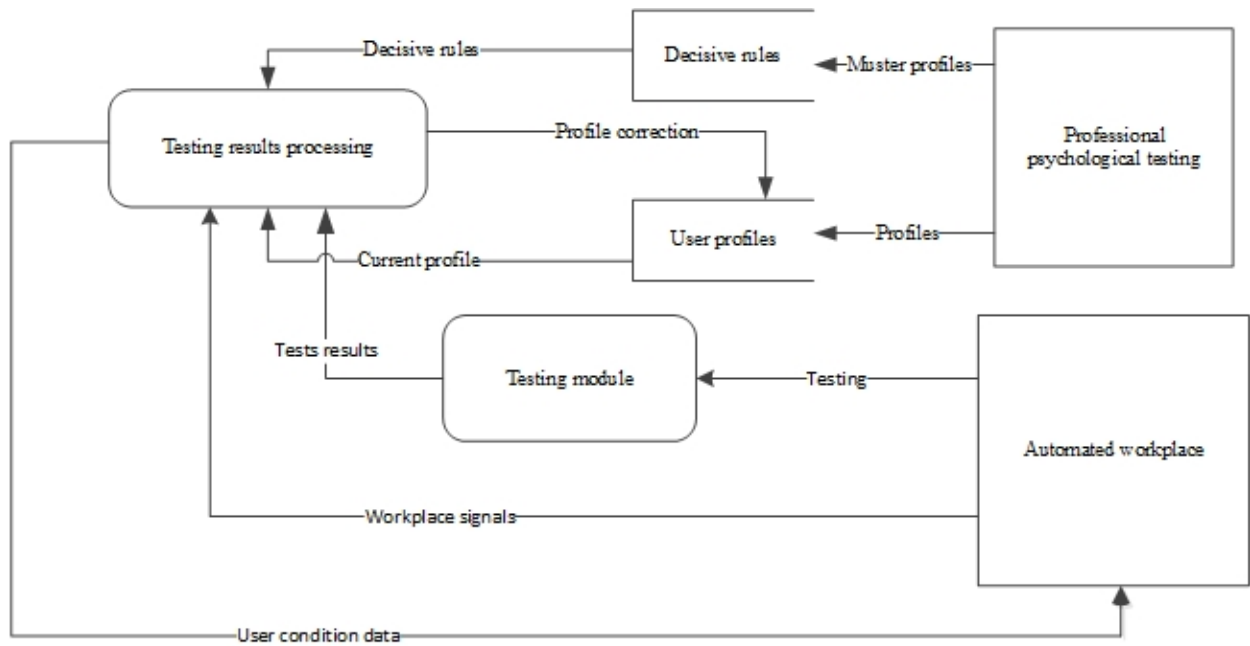 Decisive rules
Decisive rules
Muster profiles
Testing results processing
Profile correction
Professional
psychological testing
User profiles
Profiles
Current profile
Tests results
Testing module
Testing
Automated workplace
Workplace signals
User condition data